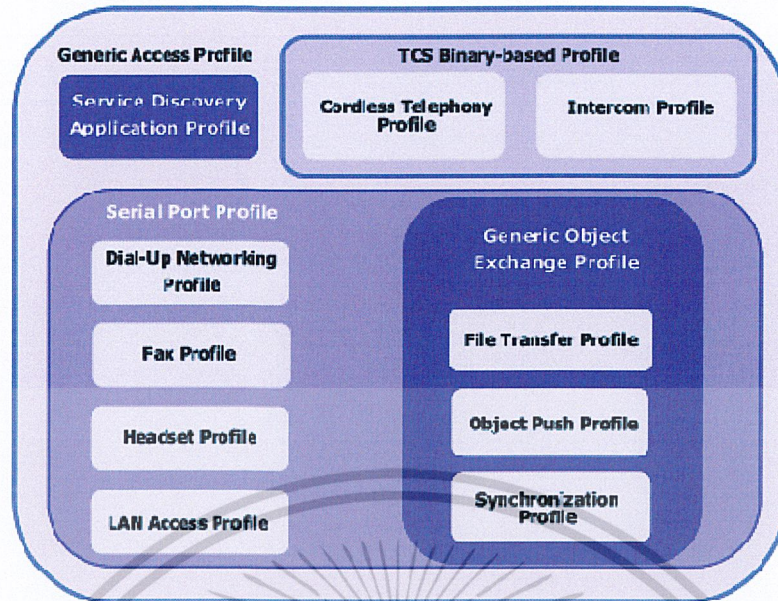 Generic Access Profile
Service Discovery
Application Profile
TCS Binary-based Profile
Cordless Telephony
Profile
Intercom Profile
Serial Port Profile
Dial-Up Networking
Profile
Fax Profile
Headset Profile
LAN Access Profile
Generic Object
Exchange Profile
File Transfer Profile
Object Push Profile
Synchronization
Profile